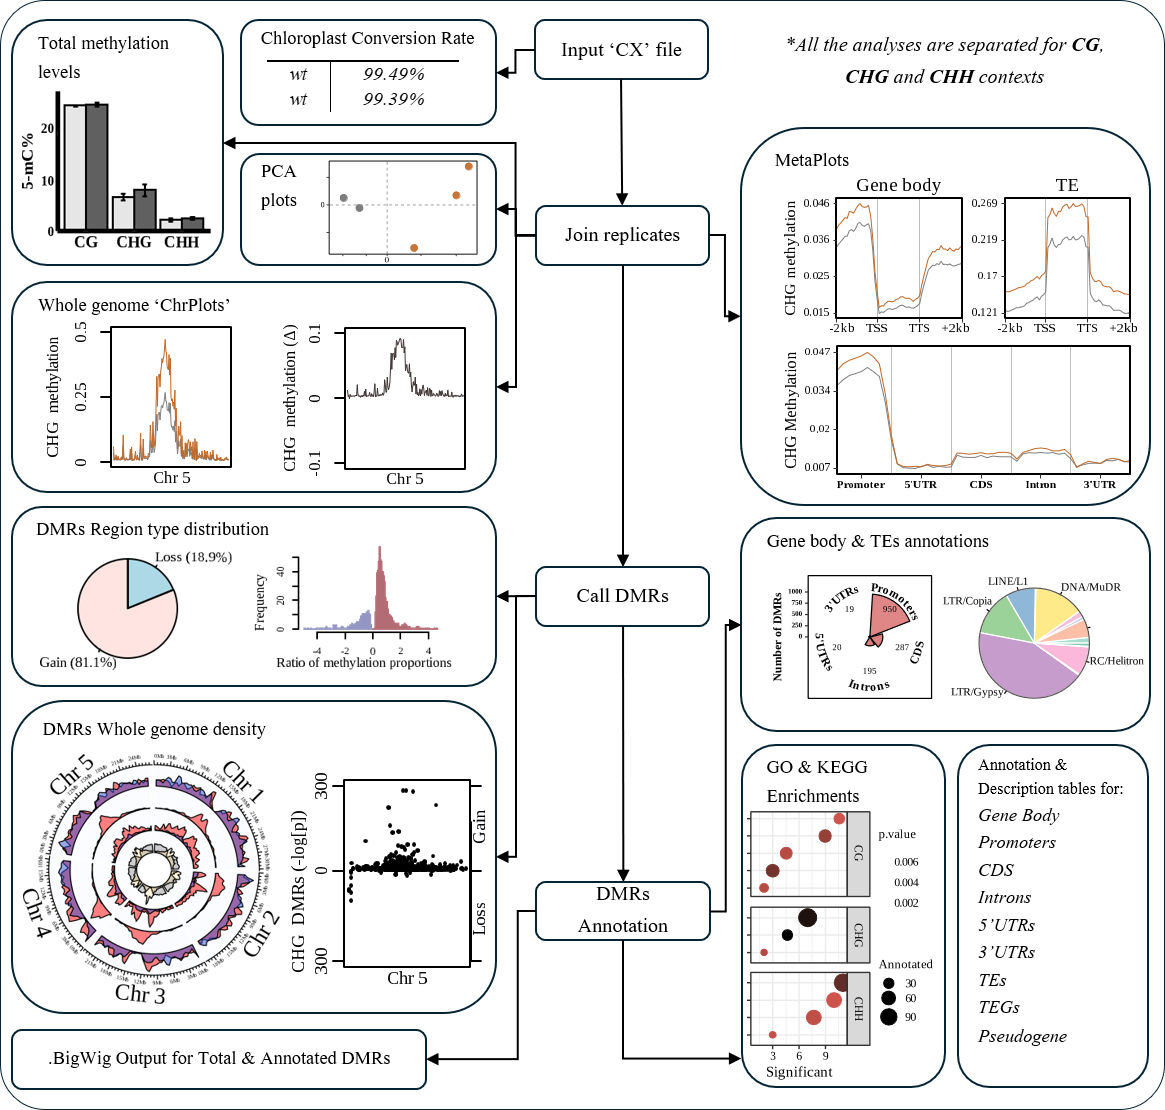 Total methylation
levels
5-mC%
20
10
0
CG CHG CHH
Chloroplast Conversion Rate
wt 99.49%
wt 99.39%
Input ‘CX’ file
*All the analyses are separated for CG,
CHG and CHH contexts
PCA
plots
0
0
Join replicates
MetaPlots
Gene body
TE
CHG methylation
0.046
0.036
0.025
0.015
-2kb TSS TTS +2kb
0.269
0.219
0.17
0.121
-2kb TSS TTS +2kb
CHG Methylation
0.047
0.034
0.02
0.007
Promoter 5'UTR CDS Intron 3'UTR
Whole genome ‘ChrPlots’
CHG methylation
0.5
0.25
0
Chr 5
CHG methylation (Δ)
0.1
0
-0.1
Chr 5
DMRs Region type distribution
Loss (18.9%)
Gain (81.1%)
Frequency
40
20
0
-4 -2 0 2 4
Ratio of methylation proportions
Call DMRs
Gene body & TEs annotations
Number of DMRs
1000
750
500
250
0
Promoters
950
CDS
287
Introns
195
5'UTRs
20
3'UTRs
19
LINE/L1
DNA/MuDR
LTR/Copia
RC/Helitron
LTR/Gypsy
DMRs Whole genome density
Chr 5
Chr 1
Chr 2
Chr 3
Chr 4
CHG DMRs (-log[p])
300
0
300
Gain
Loss
Chr 5
DMRs
Annotation
GO & KEGG
Enrichments
CG
CHG
CHH
p.value
0.006
0.004
0.002
Annotated
30
60
90
3 6 9
Significant
Annotation &
Description tables for:
Gene Body
Promoters
CDS
Introns
5’UTRs
3’UTRs
TEs
TEGs
Pseudogene
.BigWig Output for Total & Annotated DMRs